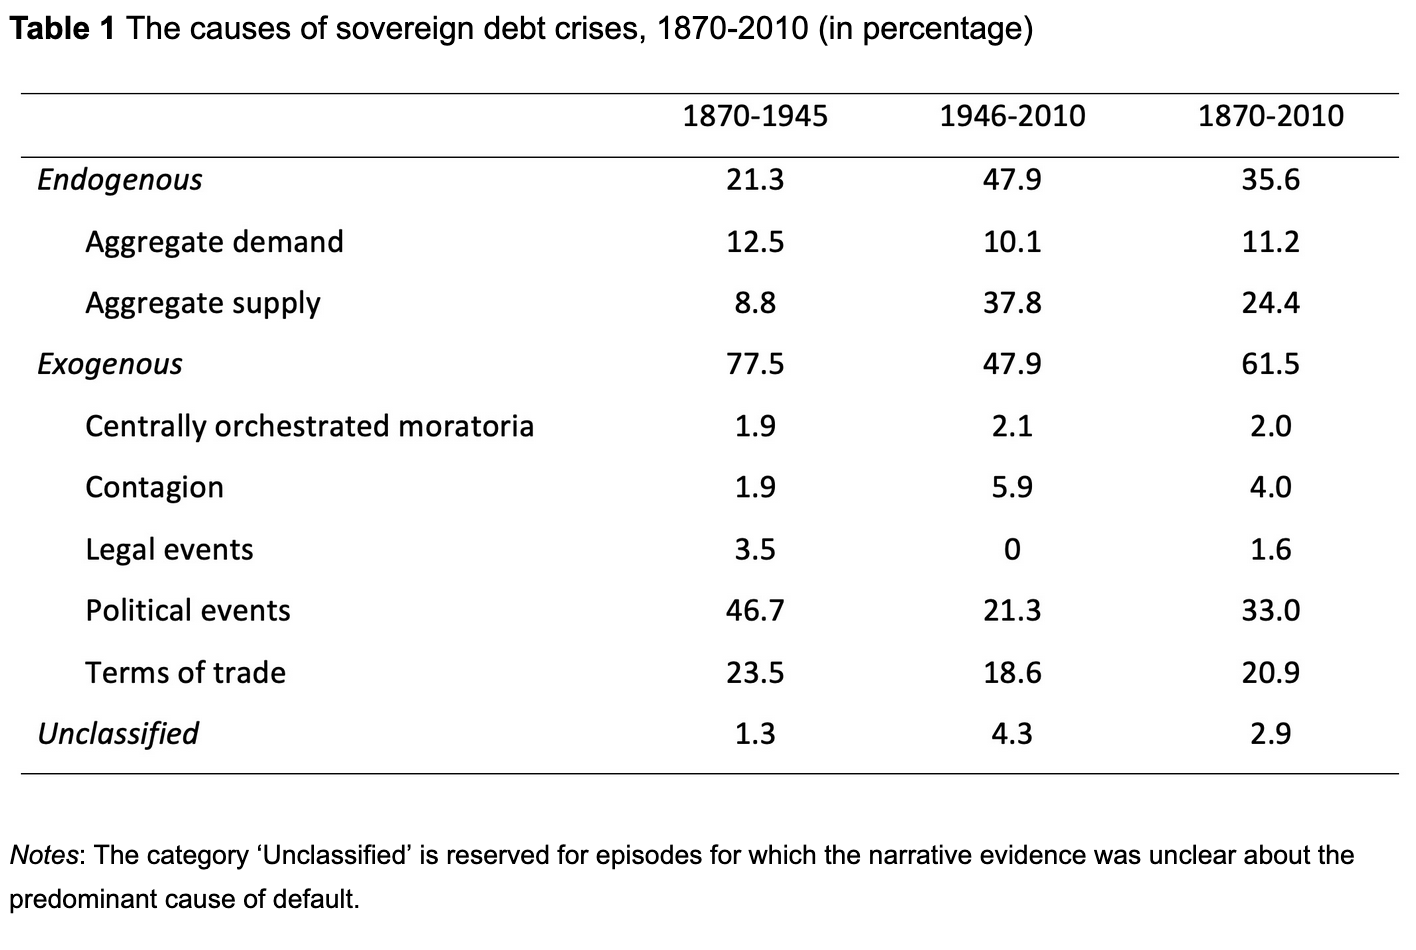 Table 1 The causes of sovereign debt crises, 1870-2010 (in percentage)
1870-1945 1946-2010 1870-2010
Endogenous 21.3 47.9 35.6
Aggregate demand 12.5 10.1 11.2
Aggregate supply 8.8 37.8 24.4
Exogenous 77.5 47.9 61.5
Centrally orchestrated moratoria 1.9 2.1 2.0
Contagion 1.9 5.9 4.0
Legal events 3.5 0 1.6
Political events 46.7 21.3 33.0
Terms of trade 23.5 18.6 20.9
Unclassified 1.3 4.3 2.9
Notes: The category ‘Unclassified’ is reserved for episodes for which the narrative evidence was unclear about the
predominant cause of default.